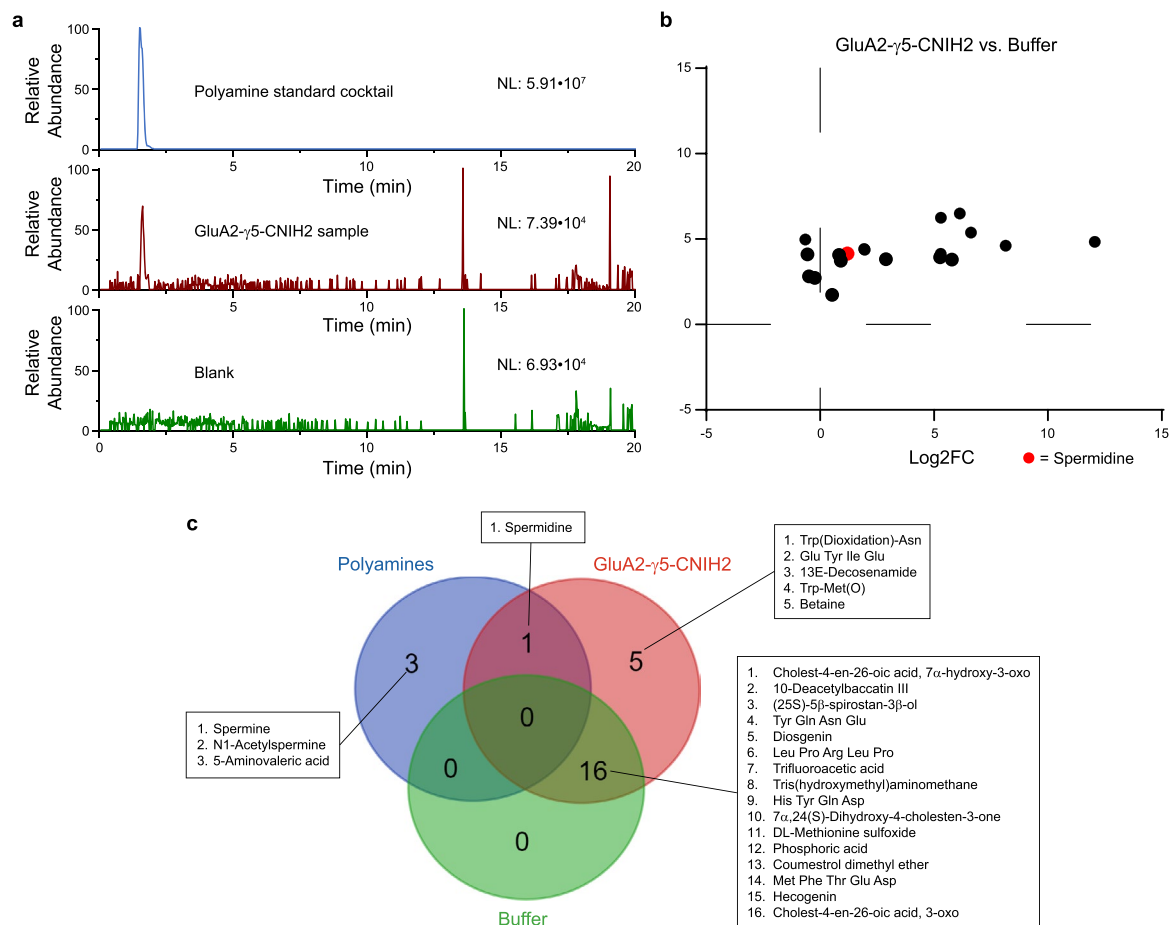 a
Relative
Abundance
100
50
0
Polyamine standard cocktail
NL: 5.91•10⁷
5
10
15
20
Time (min)
Relative
Abundance
100
50
0
GluA2-γ5-CNIH2 sample
NL: 7.39•10⁴
5
10
15
20
Time (min)
Relative
Abundance
100
50
0
Blank
NL: 6.93•10⁴
0
5
10
15
20
Time (min)
b
GluA2-γ5-CNIH2 vs. Buffer
15
10
5
0
-5
-5
0
5
10
15
Log2FC
= Spermidine
c
1. Spermidine
Polyamines
GluA2-γ5-CNIH2
1. Trp(Dioxidation)-Asn
2. Glu Tyr Ile Glu
3. 13E-Decosenamide
4. Trp-Met(O)
5. Betaine
3
1
5
0
0
16
0
1. Spermine
2. N1-Acetylspermine
3. 5-Aminovaleric acid
1. Cholest-4-en-26-oic acid, 7α-hydroxy-3-oxo
2. 10-Deacetylbaccatin III
3. (25S)-5β-spirostan-3β-ol
4. Tyr Gln Asn Glu
5. Diosgenin
6. Leu Pro Arg Leu Pro
7. Trifluoroacetic acid
8. Tris(hydroxymethyl)aminomethane
9. His Tyr Gln Asp
10. 7α,24(S)-Dihydroxy-4-cholesten-3-one
11. DL-Methionine sulfoxide
12. Phosphoric acid
13. Coumestrol dimethyl ether
14. Met Phe Thr Glu Asp
15. Hecogenin
16. Cholest-4-en-26-oic acid, 3-oxo
Buffer